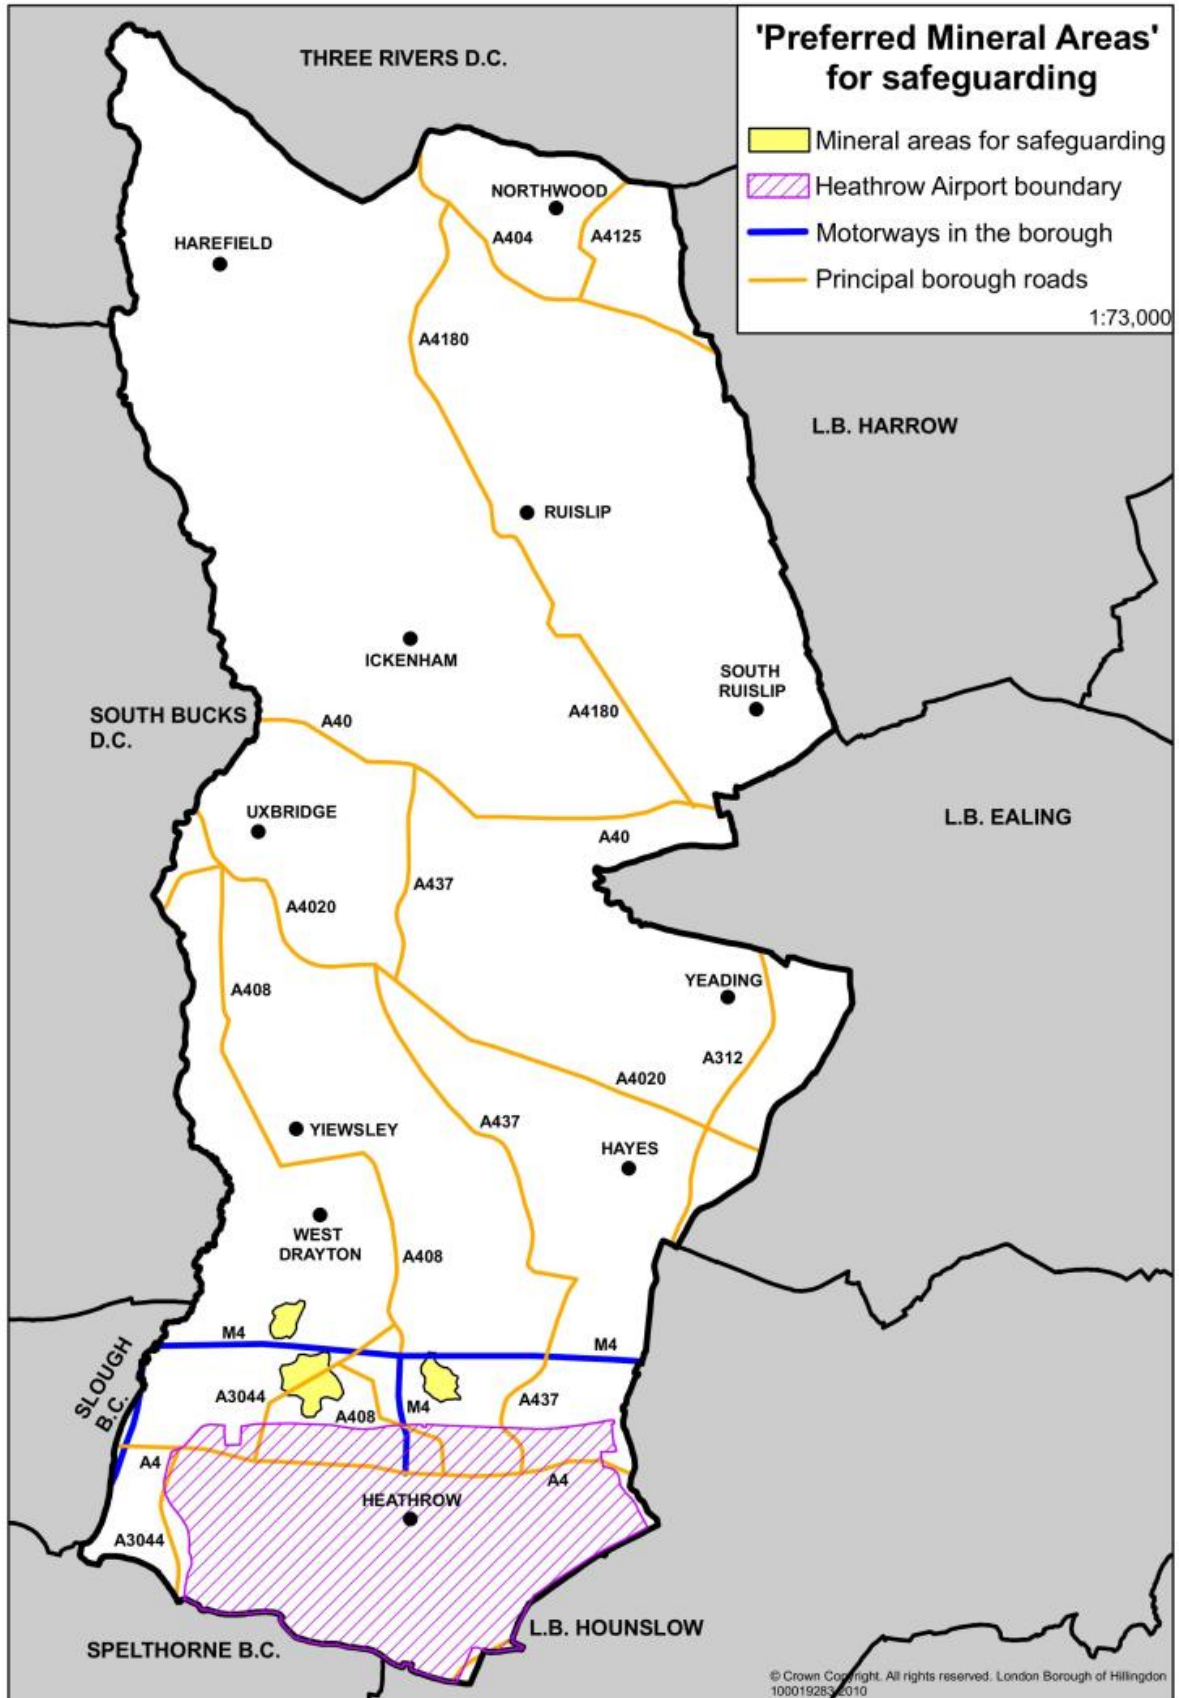 'Preferred Mineral Areas'
for safeguarding
Mineral areas for safeguarding
Heathrow Airport boundary
Motorways in the borough
Principal borough roads
1:73,000
THREE RIVERS D.C.
NORTHWOOD
HAREFIELD
A404
A4125
A4180
L.B. HARROW
RUISLIP
ICKENHAM
SOUTH
RUISLIP
A4180
SOUTH BUCKS
D.C.
A40
UXBRIDGE
A40
L.B. EALING
A437
A4020
YEADING
A408
A312
A4020
A437
YIEWSLEY
HAYES
WEST
DRAYTON
A408
M4
M4
SLOUGH
B.C.
A3044
A408
M4
A437
A4
A4
HEATHROW
A3044
L.B. HOUNSLOW
SPELTHORNE B.C.
© Crown Copyright. All rights reserved. London Borough of Hillingdon
100019283 2010